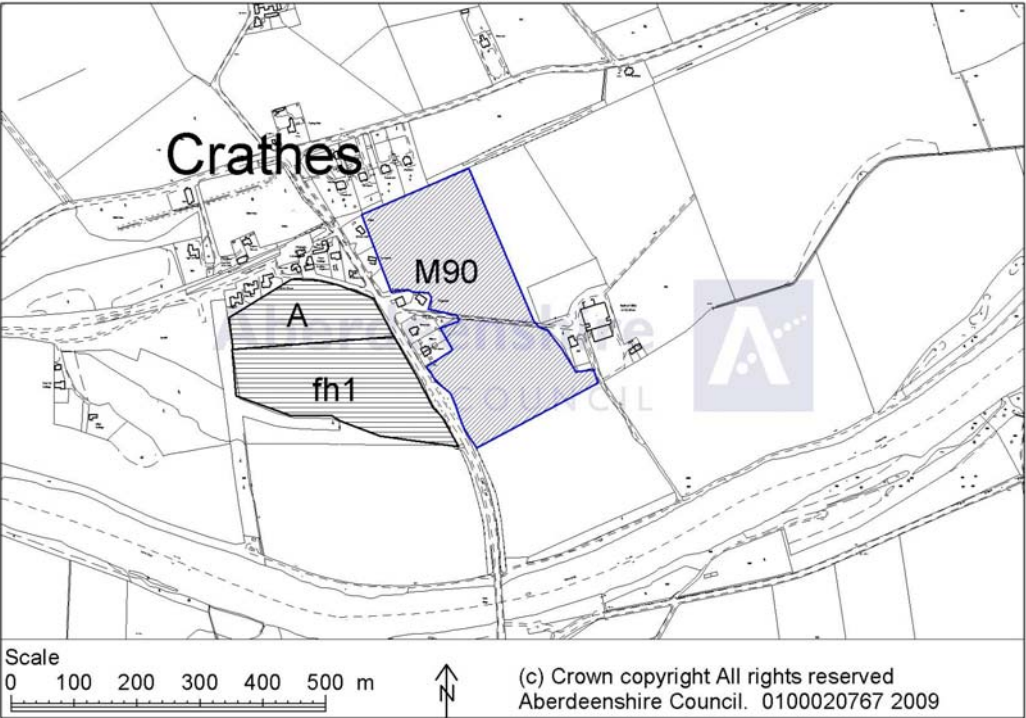 Crathes
M90
A
Aberdeenshire
COUNCIL
fh1
Scale
0 100 200 300 400 500 m
N
(c) Crown copyright All rights reserved
Aberdeenshire Council. 0100020767 2009